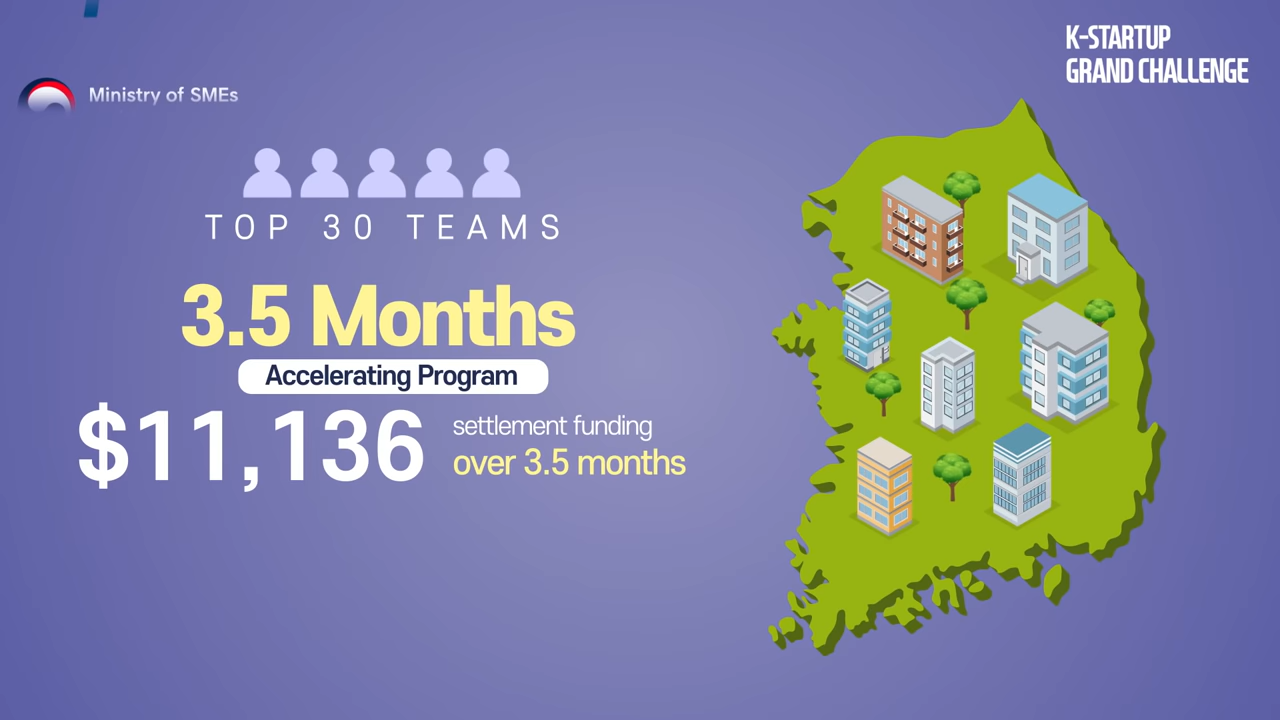 K-STARTUP
GRAND CHALLENGE
Ministry of SMEs
TOP 30 TEAMS
3.5 Months
Accelerating Program
$11,136
settlement funding
over 3.5 months